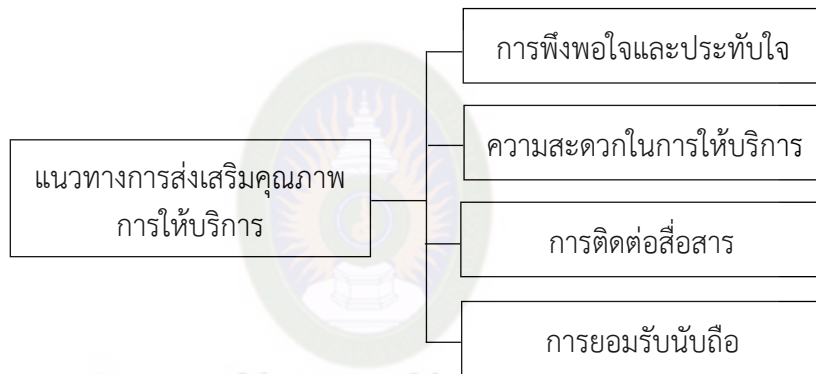 การพึงพอใจและประทับใจ
ความสะดวกในการให้บริการ
แนวทางการส่งเสริมคุณภาพ
การให้บริการ
การติดต่อสื่อสาร
การยอมรับนับถือ